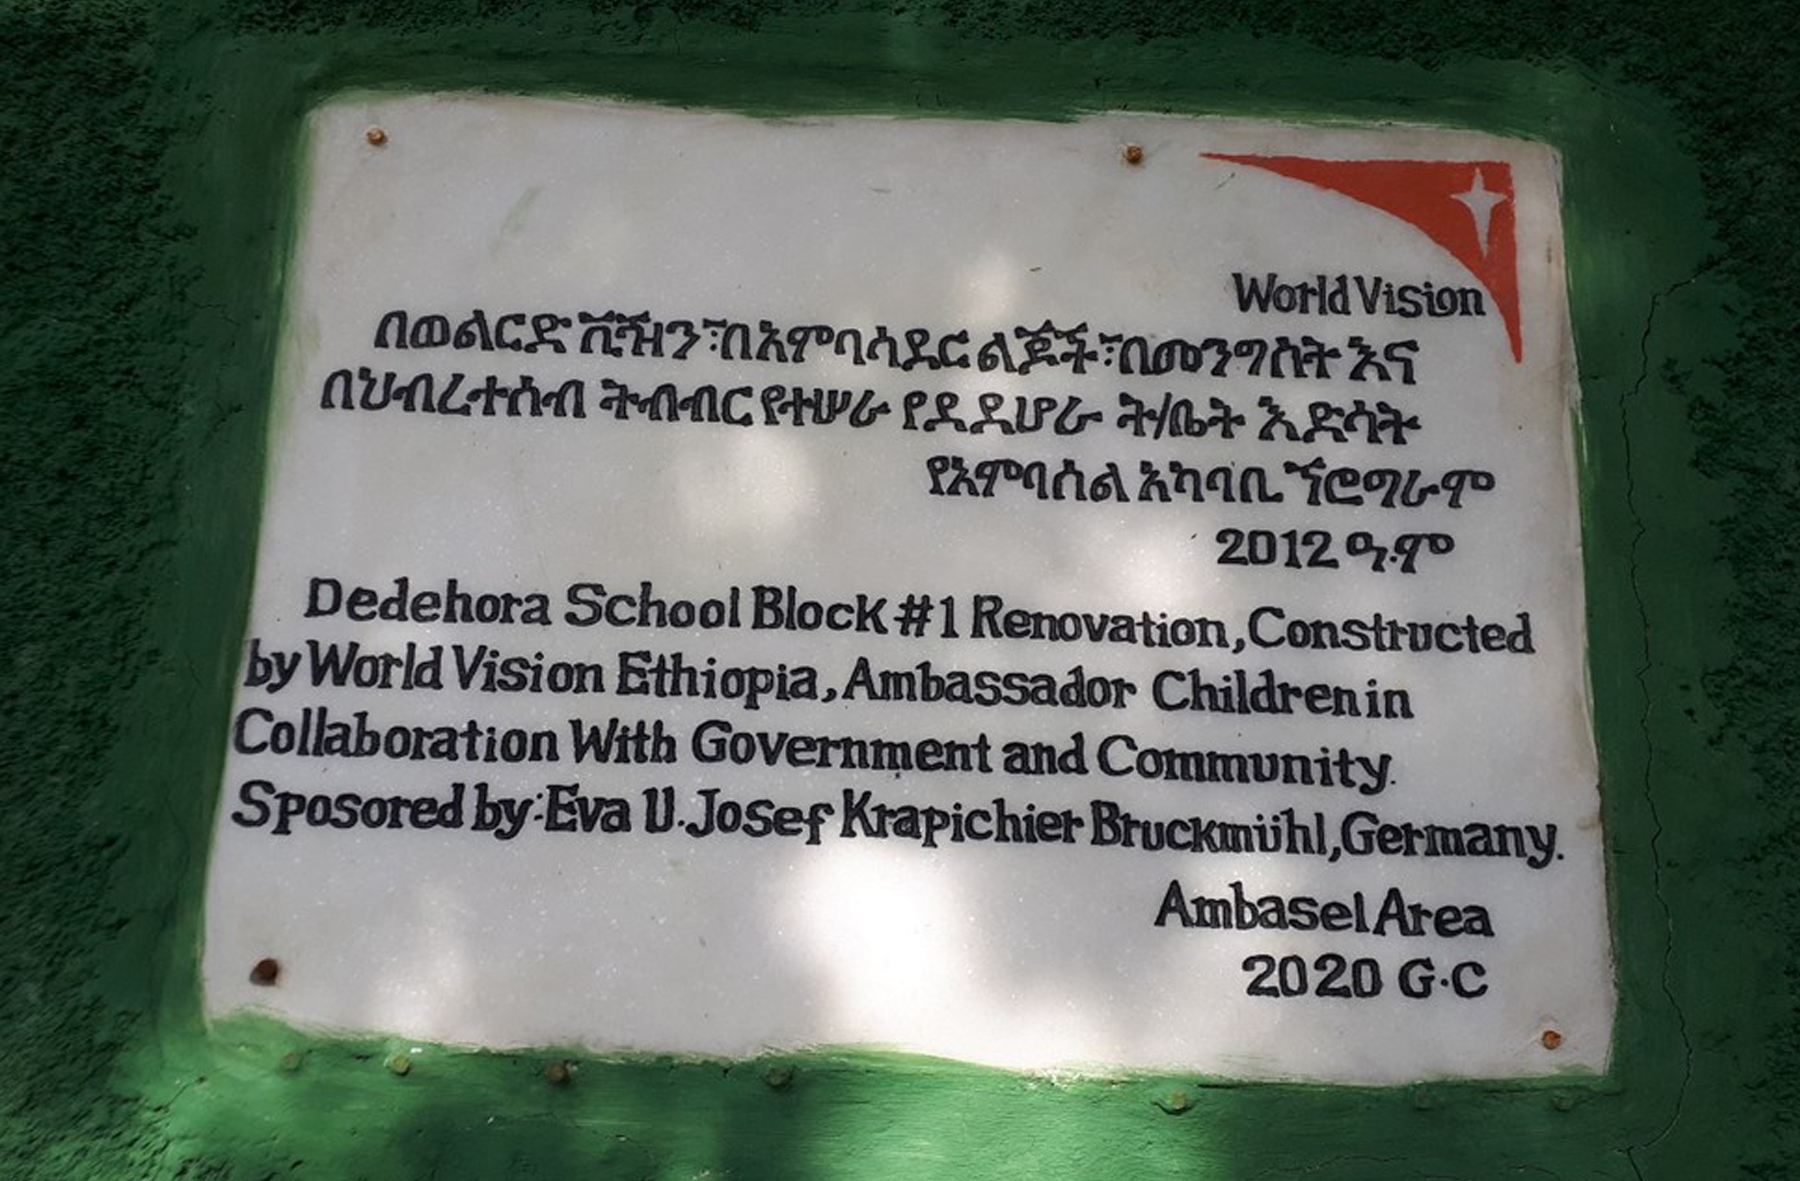 World Vision
በወልርድ ቪዥን፣በአምባሳደር ልጆች፣በመንግስት እና
በህብረተሰብ ትብብር የተሠራ የደደሆራ ት/ቤት እድሳት
የአምባሰል አካባቢ ፕሮግራም
2012 ዓ.ም
Dedehora School Block #1 Renovation, Constructed
by World Vision Ethiopia, Ambassador Children in
Collaboration With Government and Community.
Sposored by: Eva U. Josef Krapichier Bruckmühl, Germany.
Ambasel Area
2020 G.C